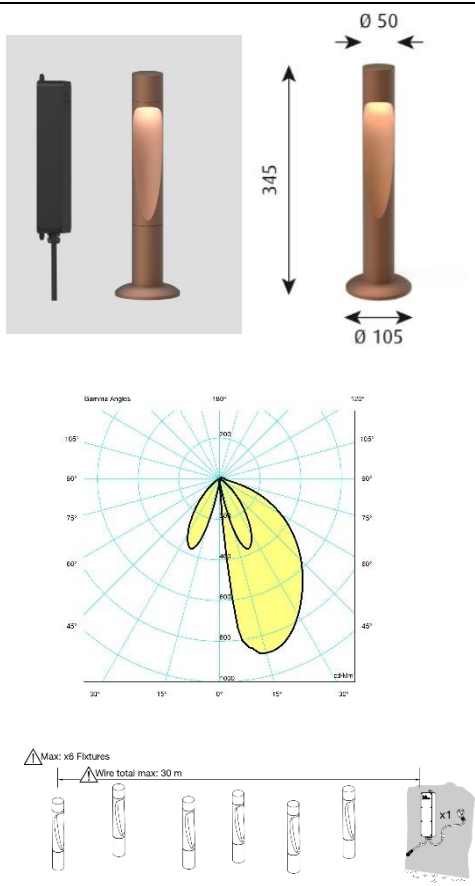 Ø 50
345
Ø 105
Gamma Angles 180° 120°
105° 200 105°
90° 90°
75° 75°
400
60° 600 60°
45° 800 45°
1000 cd/klm
30° 15° 0° 15° 30°
Max: x6 Fixtures
Wire total max: 30 m
x1